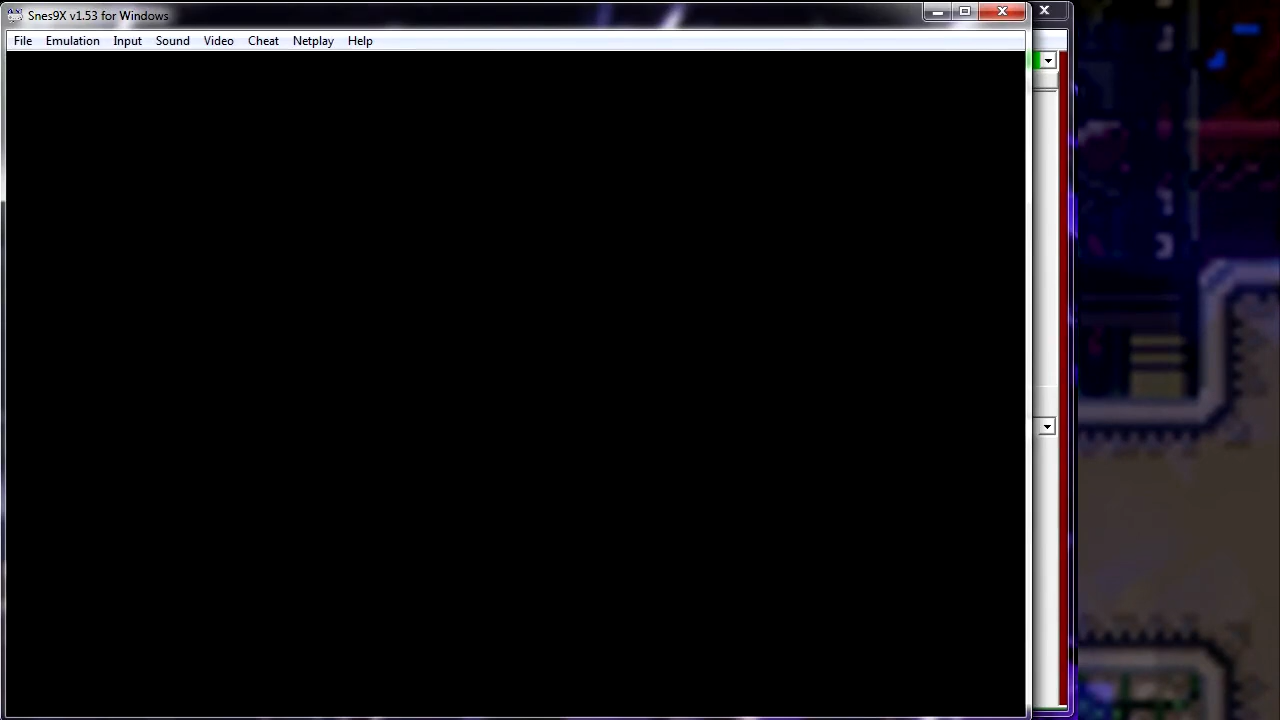 Snes9X v1.53 for Windows
File Emulation Input Sound Video Cheat Netplay Help